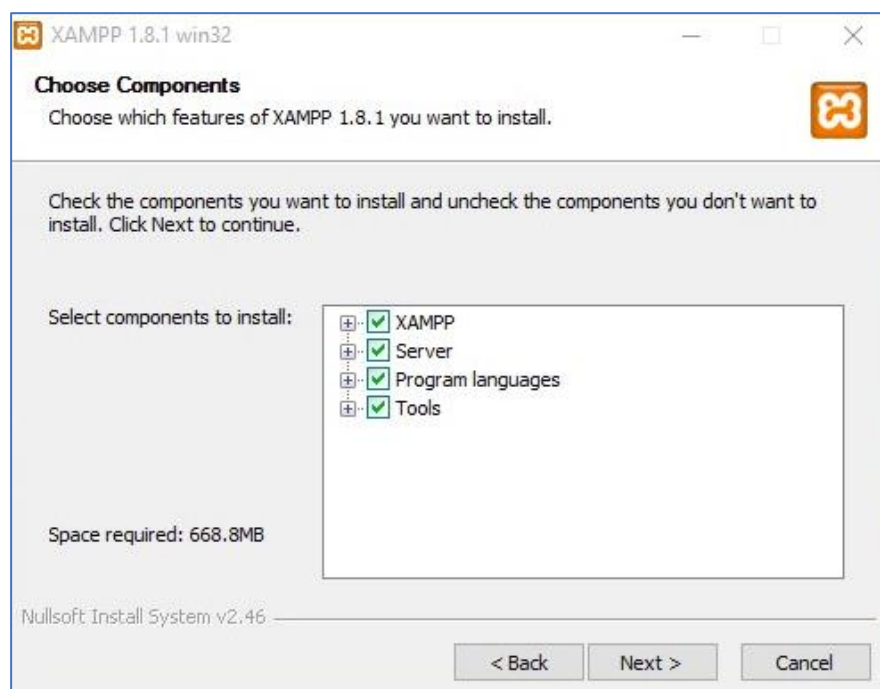 XAMPP 1.8.1 win32
Choose Components
Choose which features of XAMPP 1.8.1 you want to install.
Check the components you want to install and uncheck the components you don't want to
install. Click Next to continue.
Select components to install:
XAMPP
Server
Program languages
Tools
Space required: 668.8MB
Nullsoft Install System v2.46
< Back
Next >
Cancel